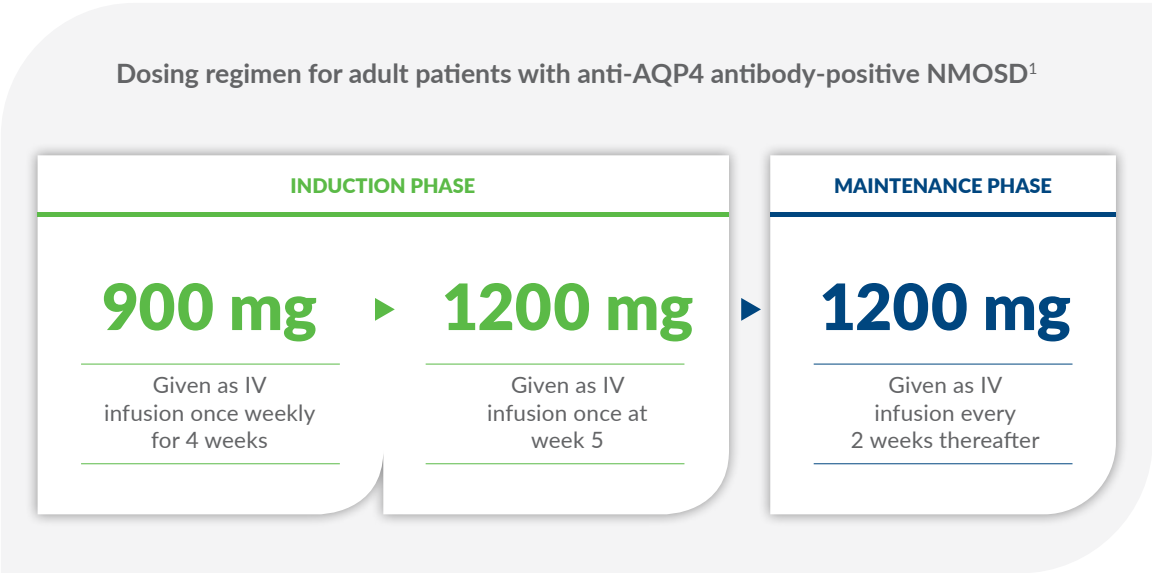 Dosing regimen for adult patients with anti-AQP4 antibody-positive NMOSD¹
INDUCTION PHASE
900 mg
Given as IV
infusion once weekly
for 4 weeks
1200 mg
Given as IV
infusion once at
week 5
MAINTENANCE PHASE
1200 mg
Given as IV
infusion every
2 weeks thereafter